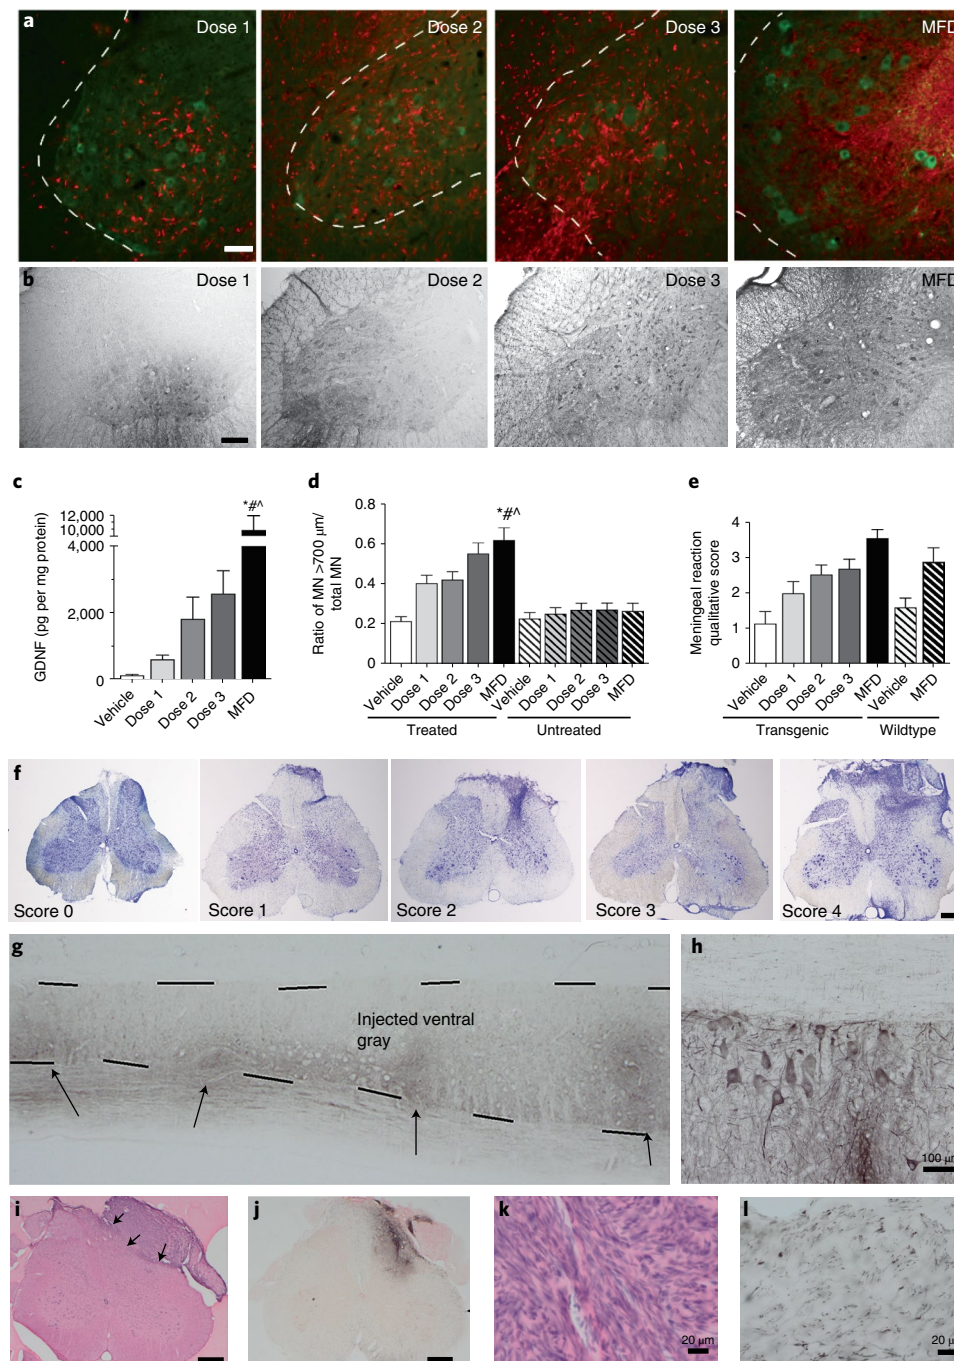 a
Dose 1
Dose 2
Dose 3
MFD
b
Dose 1
Dose 2
Dose 3
MFD
c
GDNF (pg per mg protein)
12,000
10,000
4,000
2,000
0
*#^
Vehicle
Dose 1
Dose 2
Dose 3
MFD
d
Ratio of MN >700 μm/
total MN
0.8
0.6
0.4
0.2
0
*#^
Vehicle
Dose 1
Dose 2
Dose 3
MFD
Vehicle
Dose 1
Dose 2
Dose 3
MFD
Treated
Untreated
e
Meningeal reaction
qualitative score
4
3
2
1
0
Vehicle
Dose 1
Dose 2
Dose 3
MFD
Vehicle
MFD
Transgenic
Wildtype
f
Score 0
Score 1
Score 2
Score 3
Score 4
g
Injected ventral
gray
h
100 μm
i
j
k
20 μm
l
20 μm